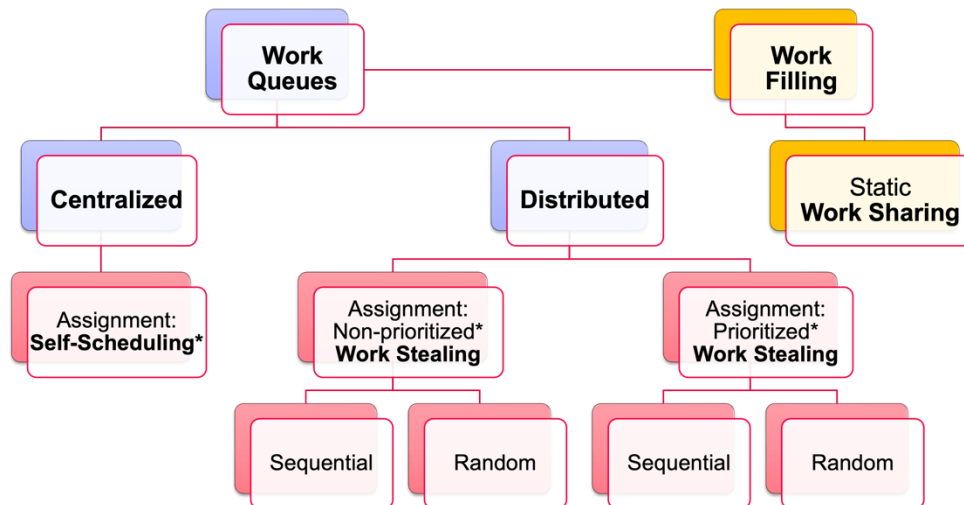 Work
Queues
Work
Filling
Centralized
Distributed
Static
Work Sharing
Assignment:
Self-Scheduling*
Assignment:
Non-prioritized*
Work Stealing
Assignment:
Prioritized*
Work Stealing
Sequential
Random
Sequential
Random